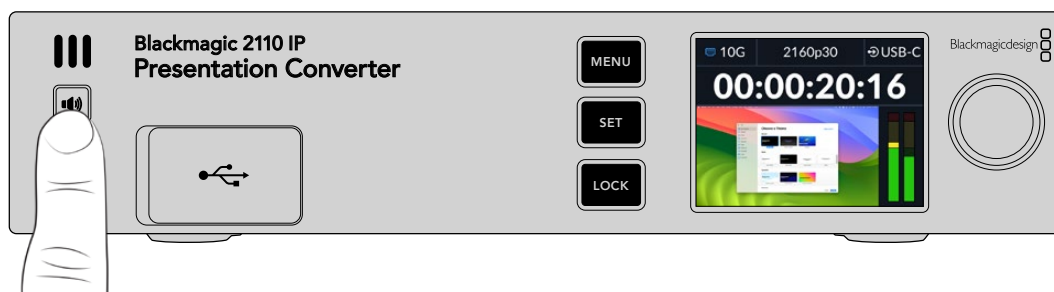 Blackmagic 2110 IP
Presentation Converter
MENU
SET
LOCK
10G 2160p30 USB-C
00:00:20:16
Blackmagicdesign